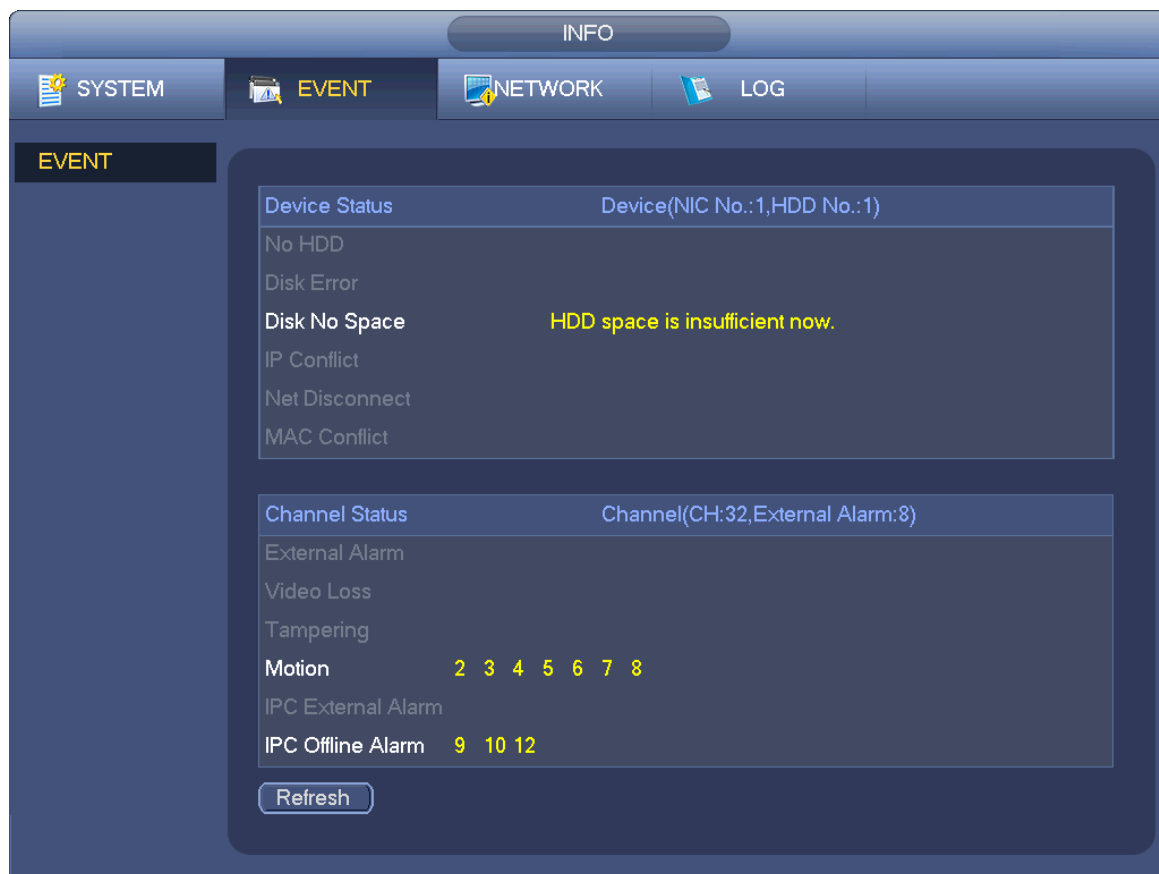 INFO
SYSTEM EVENT NETWORK LOG
EVENT
Device Status Device(NIC No.:1,HDD No.:1)
No HDD
Disk Error
Disk No Space HDD space is insufficient now.
IP Conflict
Net Disconnect
MAC Conflict
Channel Status Channel(CH:32,External Alarm:8)
External Alarm
Video Loss
Tampering
Motion 2 3 4 5 6 7 8
IPC External Alarm
IPC Offline Alarm 9 10 12
Refresh